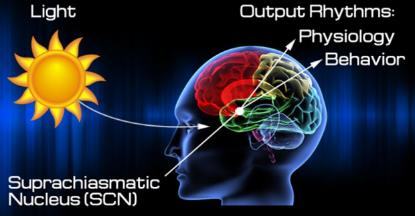 Light
Output Rhythms:
Physiology
Behavior
Suprachiasmatic
Nucleus (SCN)